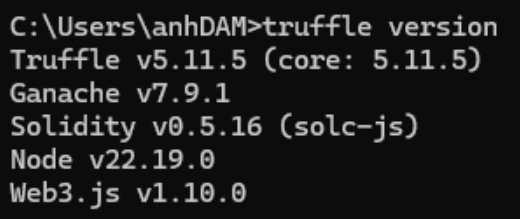 C:\Users\anhDAM>truffle version
Truffle v5.11.5 (core: 5.11.5)
Ganache v7.9.1
Solidity v0.5.16 (solc-js)
Node v22.19.0
Web3.js v1.10.0